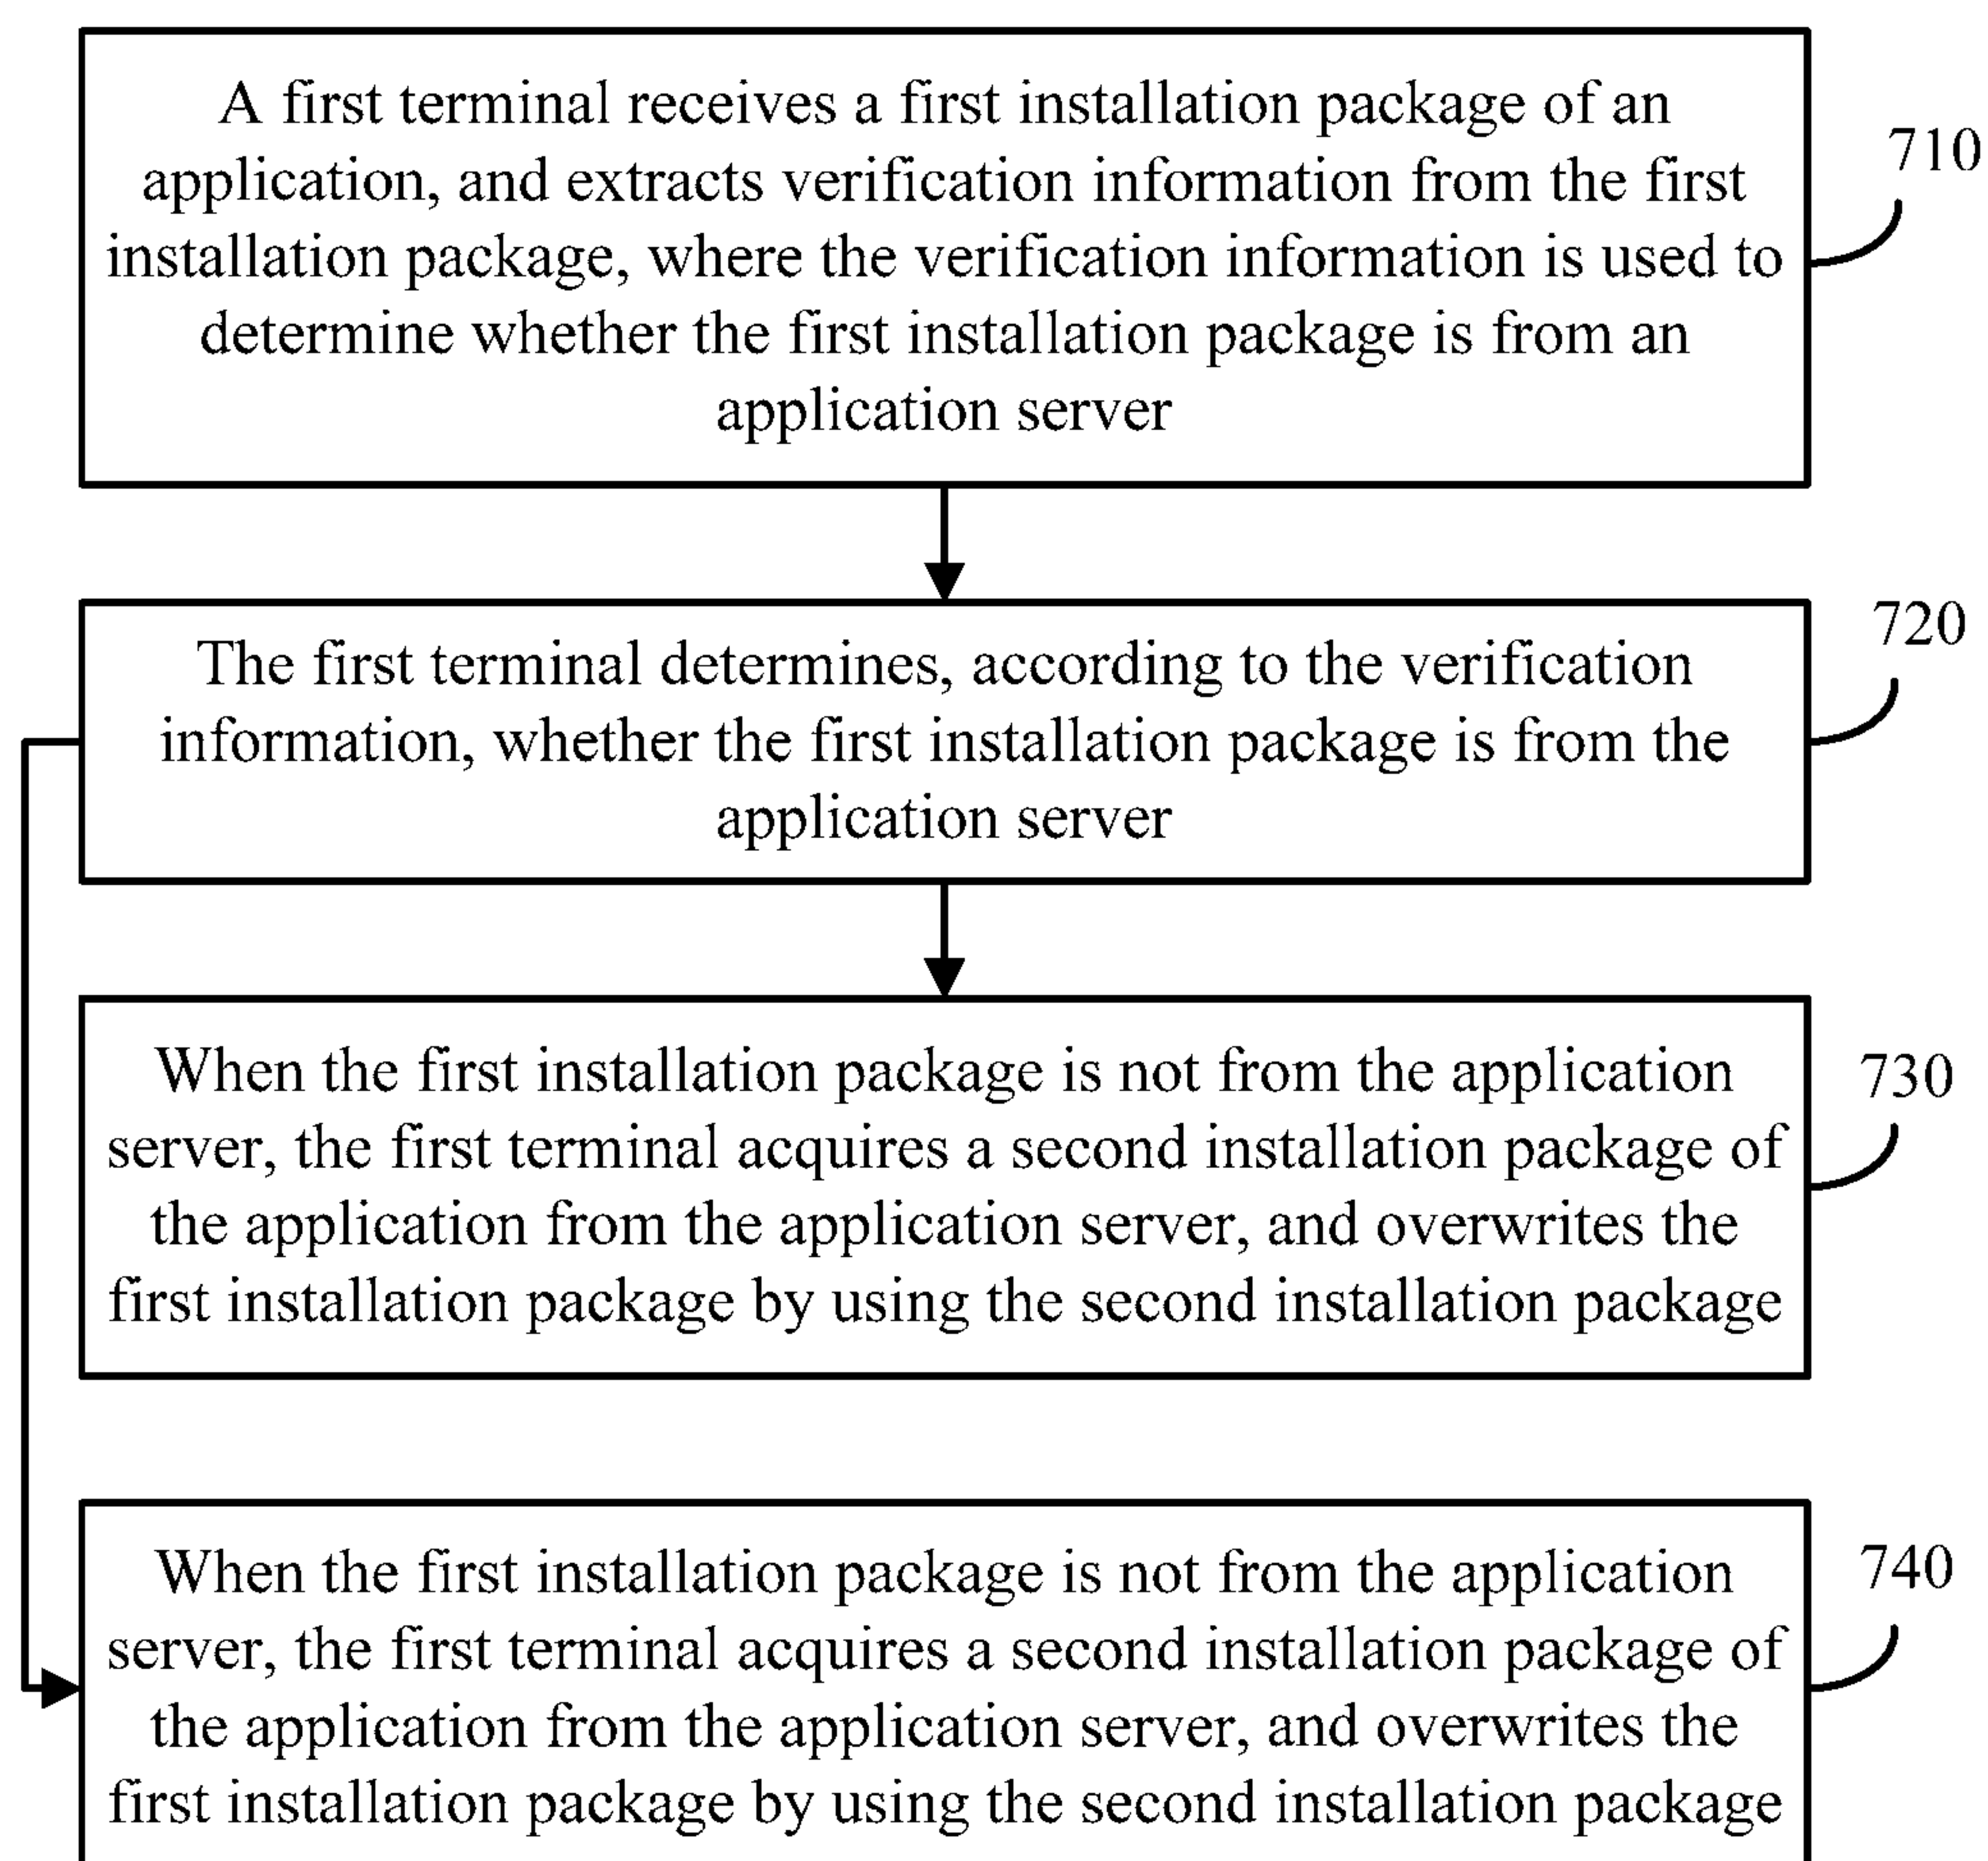 A first terminal receives a first installation package of an
application, and extracts verification information from the first
installation package, where the verification information is used to
determine whether the first installation package is from an
application server
710
The first terminal determines, according to the verification
information, whether the first installation package is from the
application server
720
When the first installation package is not from the application
server, the first terminal acquires a second installation package of
the application from the application server, and overwrites the
first installation package by using the second installation package
730
When the first installation package is not from the application
server, the first terminal acquires a second installation package of
the application from the application server, and overwrites the
first installation package by using the second installation package
740